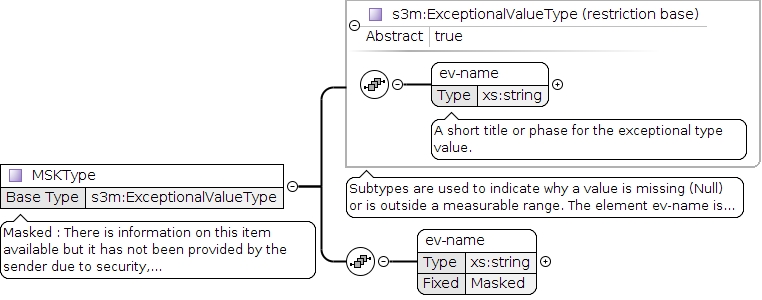 s3m:ExceptionalValueType (restriction base)
Abstract true
ev-name
Type xs:string
A short title or phase for the exceptional type
value.
MSKType
Base Type s3m:ExceptionalValueType
Subtypes are used to indicate why a value is missing (Null)
or is outside a measurable range. The element ev-name is...
Masked : There is information on this item
available but it has not been provided by the
sender due to security,...
ev-name
Type xs:string
Fixed Masked